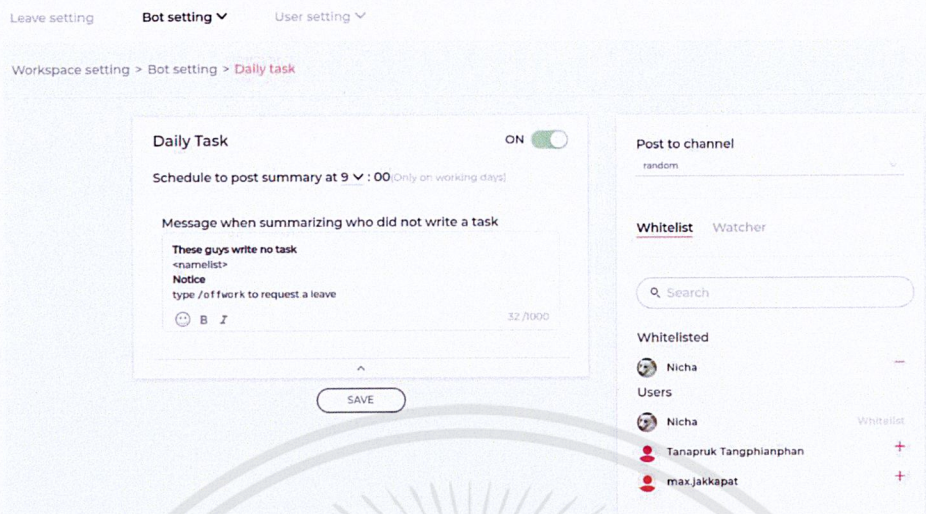 Leave setting Bot setting User setting
Workspace setting > Bot setting > Daily task
Daily Task ON
Schedule to post summary at 9 : 00 (Only on working days)
Message when summarizing who did not write a task
These guys write no task
<namelist>
Notice
type /offwork to request a leave
B I 32 /1000
SAVE
Post to channel
random
Whitelist Watcher
Search
Whitelisted
Nicha
Users
Nicha Whitelist
Tanapruk Tangphianphan
max.jakkapat